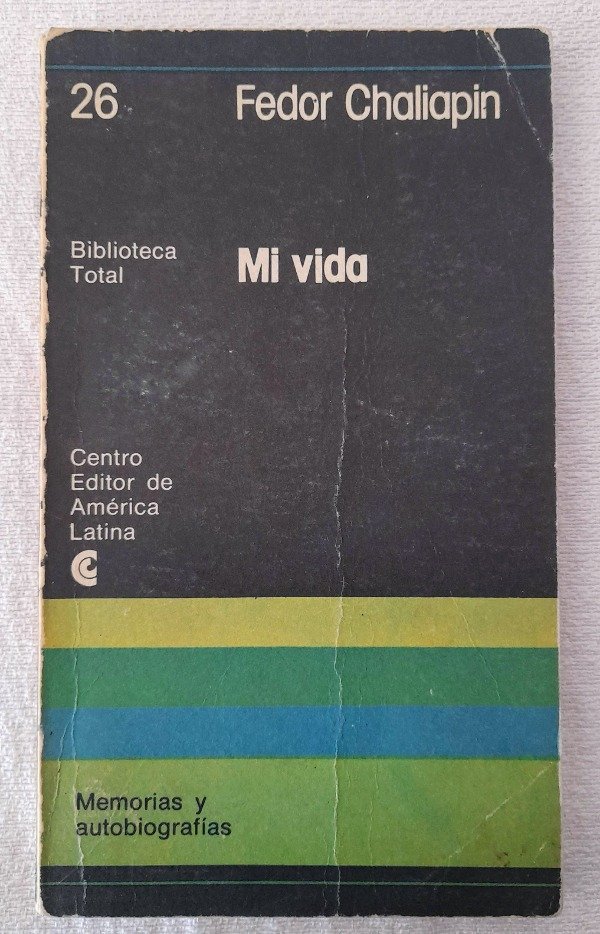 26
Fedor Chaliapin
Biblioteca
Total
Mi vida
Centro
Editor de
América
Latina
Memorias y
autobiografías